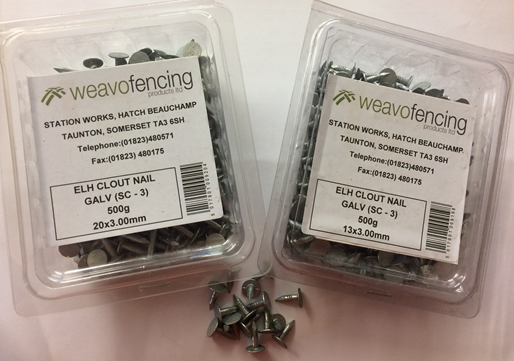 weavofencing
products ltd
STATION WORKS, HATCH BEAUCHAMP,
TAUNTON, SOMERSET TA3 6SH
Telephone:(01823)480571
Fax:(01823) 480175
ELH CLOUT NAIL
GALV (SC - 3)
500g
20x3.00mm
weavofencing
products ltd
STATION WORKS, HATCH BEAUCHAMP,
TAUNTON, SOMERSET TA3 6SH
Telephone:(01823)480571
Fax:(01823) 480175
ELH CLOUT NAIL
GALV (SC - 3)
500g
13x3.00mm